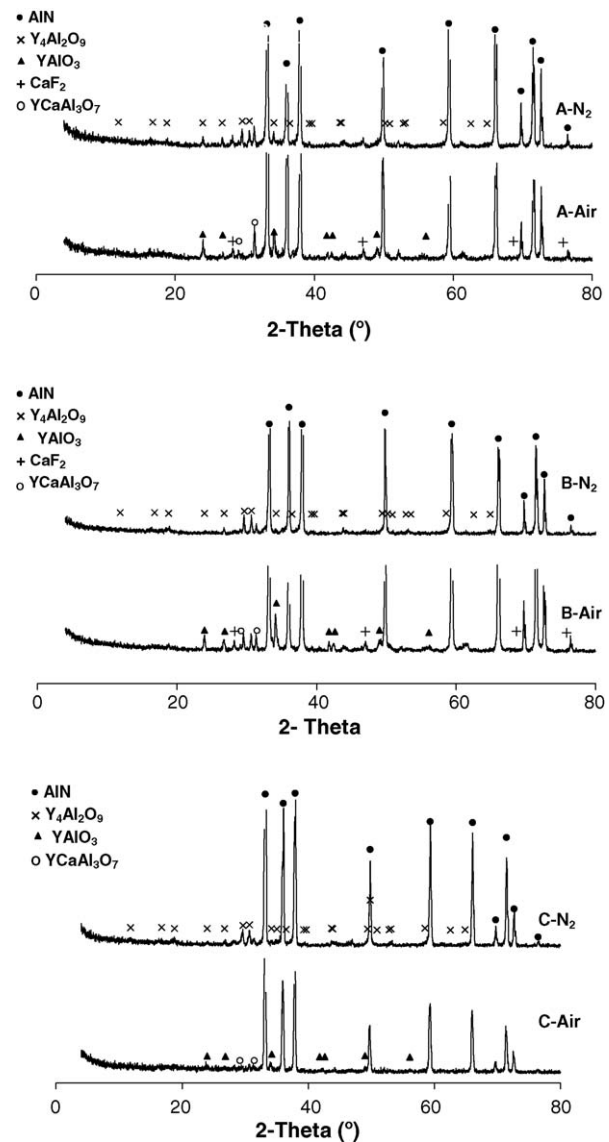 ● AlN
× Y₄Al₂O₉
▲ YAlO₃
+ CaF₂
○ YCaAl₃O₇
A-N₂
A-Air
0 20 40 60 80
2-Theta (º)
● AlN
× Y₄Al₂O₉
▲ YAlO₃
+ CaF₂
○ YCaAl₃O₇
B-N₂
B-Air
0 20 40 60 80
2- Theta
● AlN
× Y₄Al₂O₉
▲ YAlO₃
○ YCaAl₃O₇
C-N₂
C-Air
0 20 40 60 80
2-Theta (º)